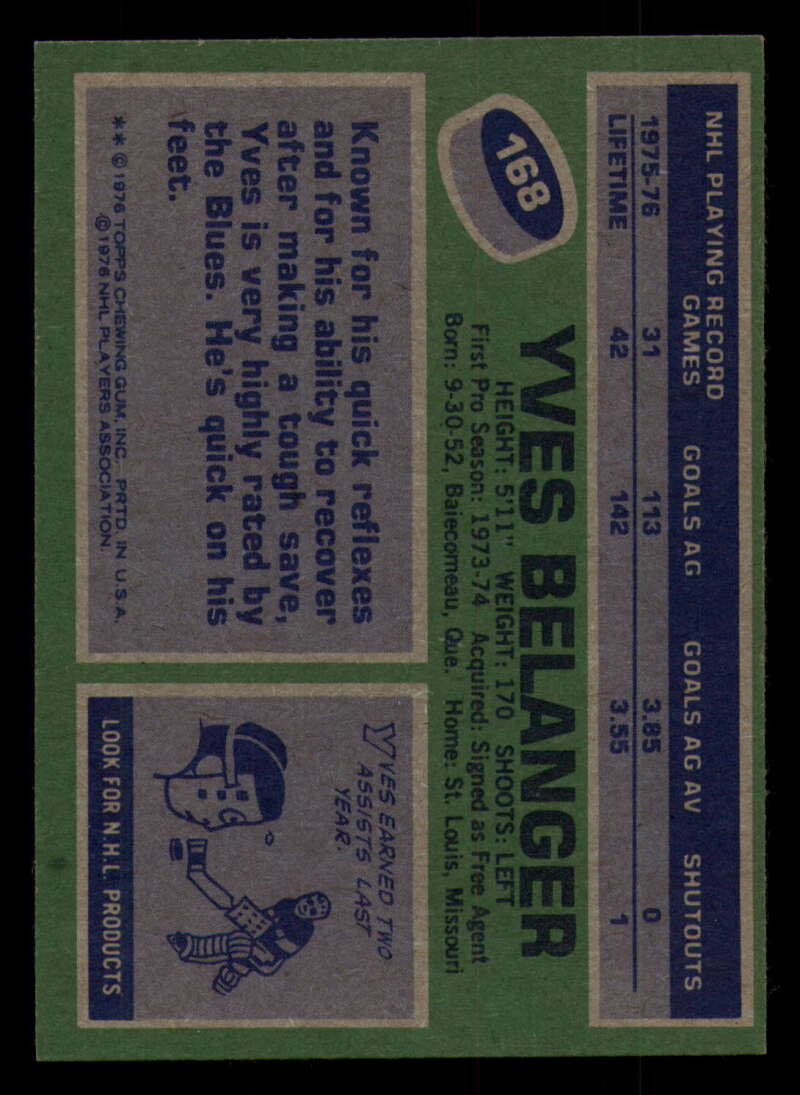 NHL PLAYING RECORD
GAMES GOALS AG GOALS AG AV SHUTOUTS
1975-76 31 113 3.85 0
LIFETIME 42 142 3.55 1
168
YVES BELANGER
HEIGHT: 5'11" WEIGHT: 170 SHOOTS: LEFT
First Pro Season: 1973-74 Acquired: Signed as Free Agent
Born: 9-30-52, Baiecomeau, Que. Home: St. Louis, Missouri
Known for his quick reflexes
and for his ability to recover
after making a tough save,
Yves is very highly rated by
the Blues. He's quick on his
feet.
** © 1976 TOPPS CHEWING GUM, INC. PRTD. IN U.S.A.
© 1976 NHL PLAYERS ASSOCIATION.
YVES EARNED TWO
ASSISTS LAST
YEAR.
LOOK FOR N.H.L. PRODUCTS